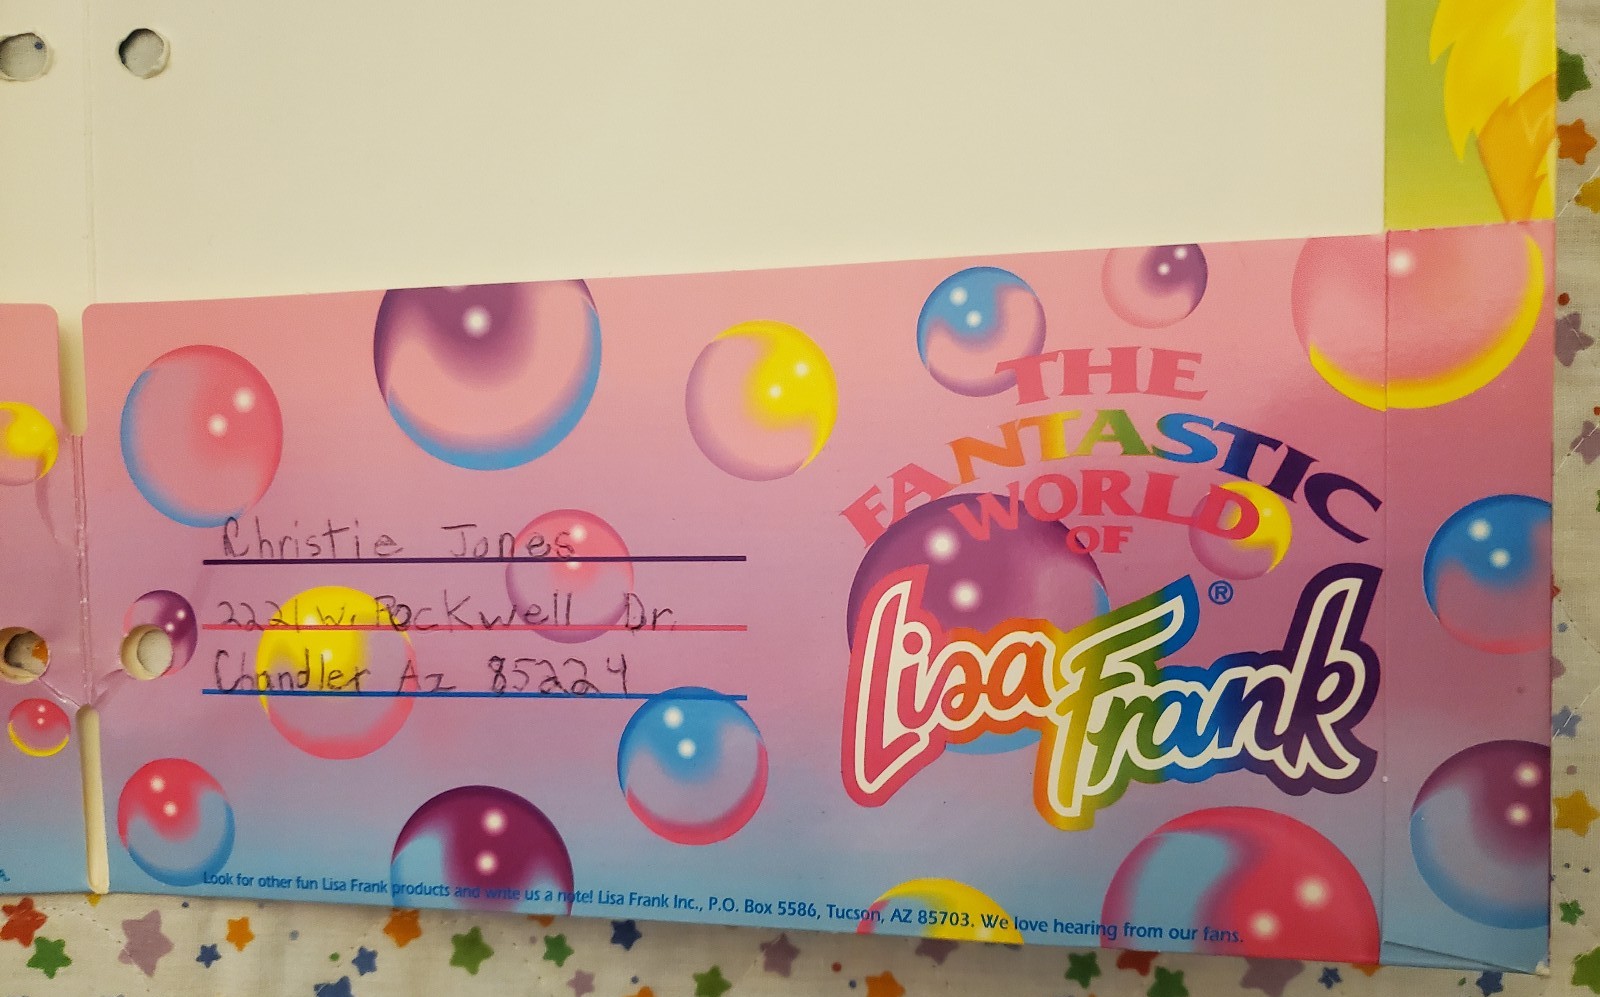 Christie Jones
2221 W. Rockwell Dr.
Chandler Az 85224
THE
FANTASTIC
WORLD
OF
Lisa Frank®
Look for other fun Lisa Frank products and write us a note! Lisa Frank Inc., P.O. Box 5586, Tucson, AZ 85703. We love hearing from our fans.